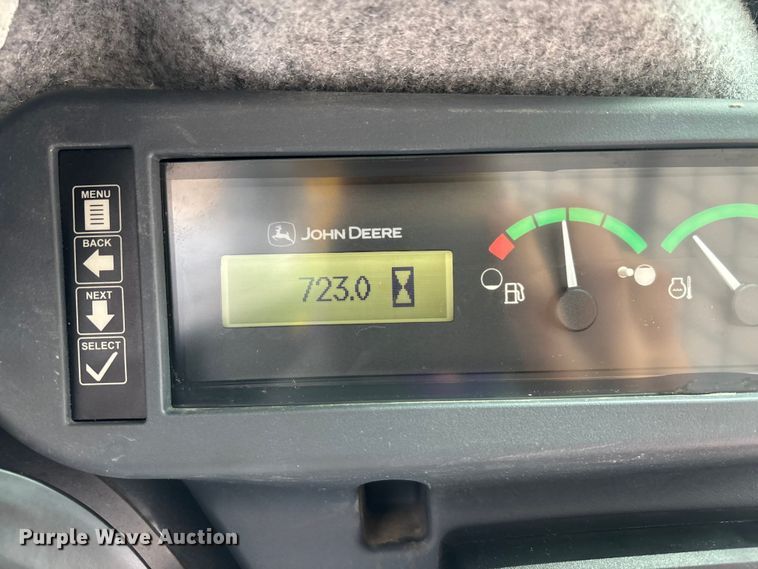 MENU
BACK
NEXT
SELECT
JOHN DEERE
723.0
Purple Wave Auction